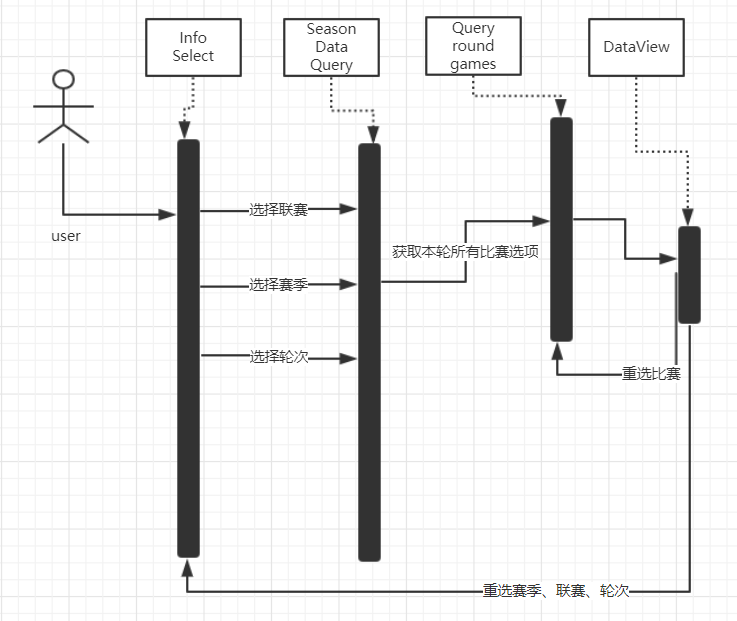 Info
Select
Season
Data
Query
Query
round
games
DataView
user
选择联赛
获取本轮所有比赛选项
选择赛季
选择轮次
重选比赛
重选赛季、联赛、轮次